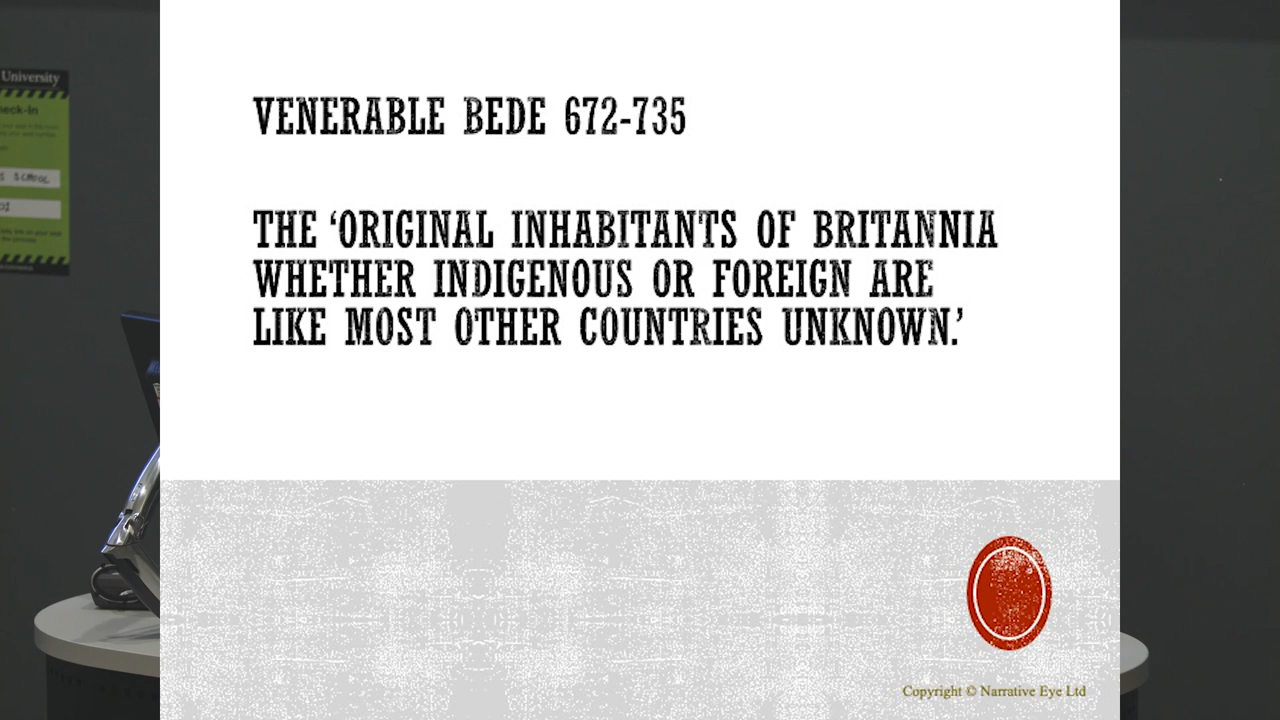 University
VENERABLE BEDE 672-735
THE ‘ORIGINAL INHABITANTS OF BRITANNIA
WHETHER INDIGENOUS OR FOREIGN ARE
LIKE MOST OTHER COUNTRIES UNKNOWN.’
Copyright © Narrative Eye Ltd